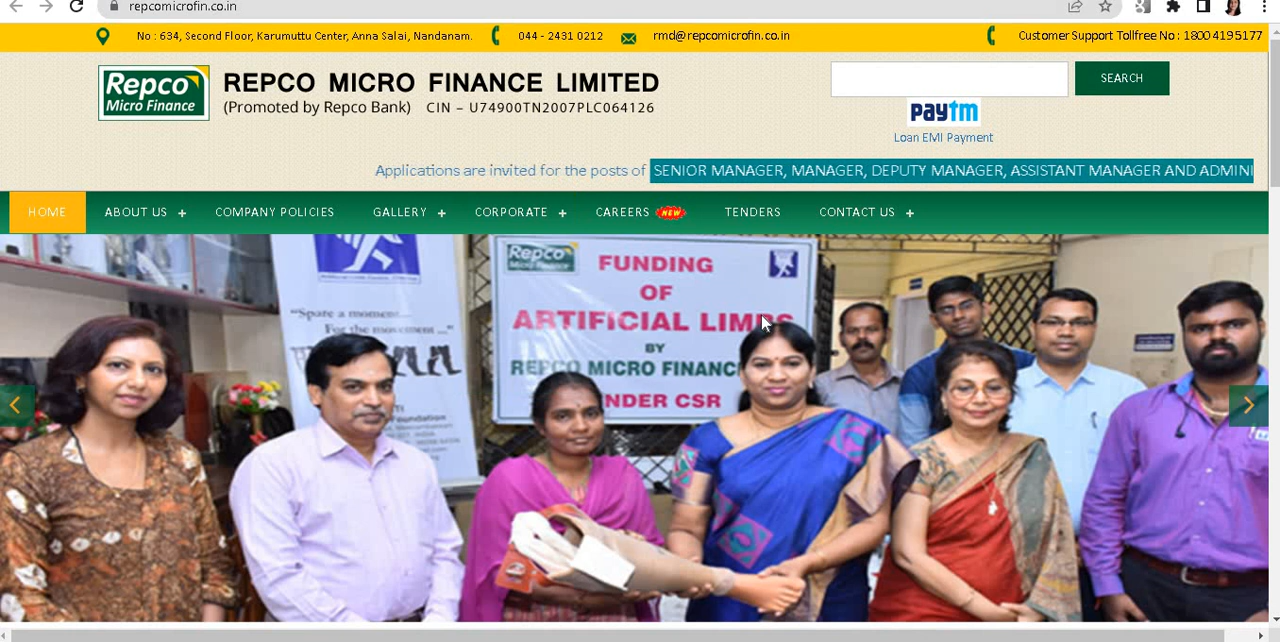 repcomicrofin.co.in
No : 634, Second Floor, Karumuttu Center, Anna Salai, Nandanam. 044 - 2431 0212 rmd@repcomicrofin.co.in Customer Support Tollfree No : 1800 4195177
Repco
Micro Finance
REPCO MICRO FINANCE LIMITED
(Promoted by Repco Bank) CIN – U74900TN2007PLC064126
SEARCH
paytm
Loan EMI Payment
Applications are invited for the posts of SENIOR MANAGER, MANAGER, DEPUTY MANAGER, ASSISTANT MANAGER AND ADMINI
HOME ABOUT US + COMPANY POLICIES GALLERY + CORPORATE + CAREERS NEW TENDERS CONTACT US +
Repco
Micro Finance
FUNDING
OF
ARTIFICIAL LIMBS
BY
REPCO MICRO FINANC
UNDER CSR
"Spare a moment...
For the movement ..."